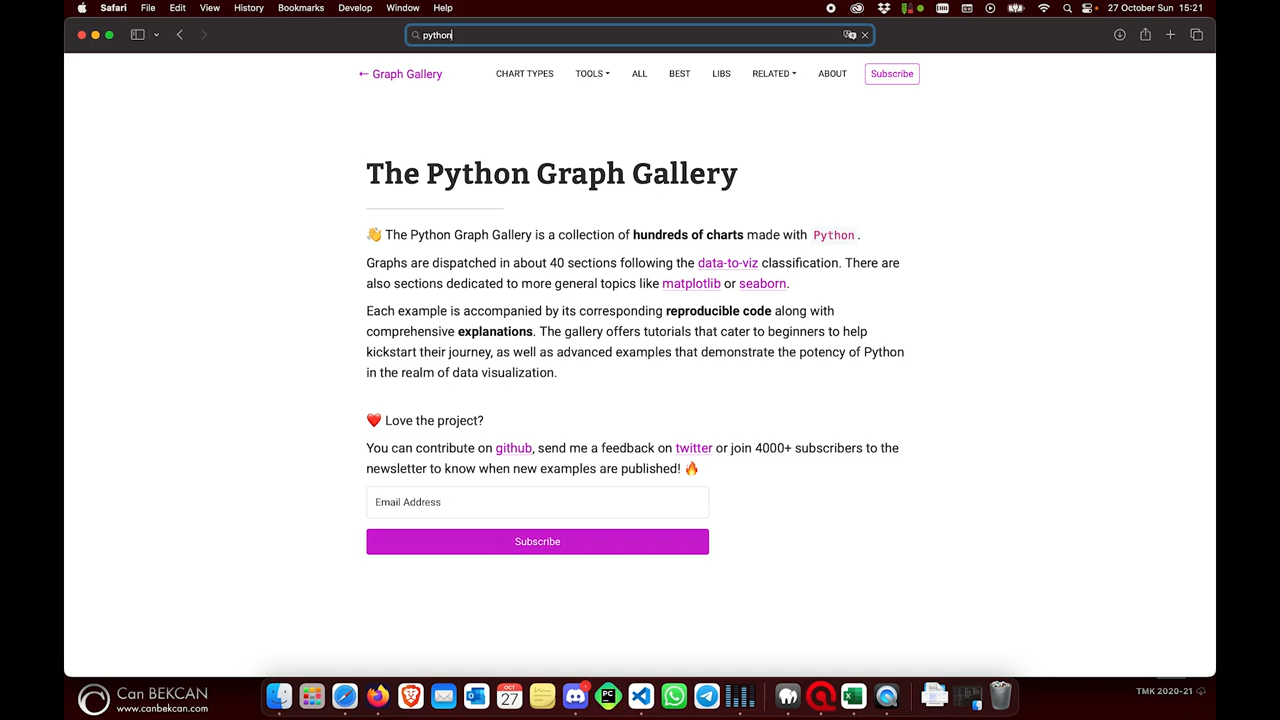 Safari File Edit View History Bookmarks Develop Window Help 27 October Sun 15:21
python
← Graph Gallery CHART TYPES TOOLS ALL BEST LIBS RELATED ABOUT Subscribe
The Python Graph Gallery
👋 The Python Graph Gallery is a collection of hundreds of charts made with Python.
Graphs are dispatched in about 40 sections following the data-to-viz classification. There are
also sections dedicated to more general topics like matplotlib or seaborn.
Each example is accompanied by its corresponding reproducible code along with
comprehensive explanations. The gallery offers tutorials that cater to beginners to help
kickstart their journey, as well as advanced examples that demonstrate the potency of Python
in the realm of data visualization.
❤️ Love the project?
You can contribute on github, send me a feedback on twitter or join 4000+ subscribers to the
newsletter to know when new examples are published! 🔥
Email Address
Subscribe
Can BEKCAN
www.canbekcan.com
OCT
27
PC
TMK 2020-21